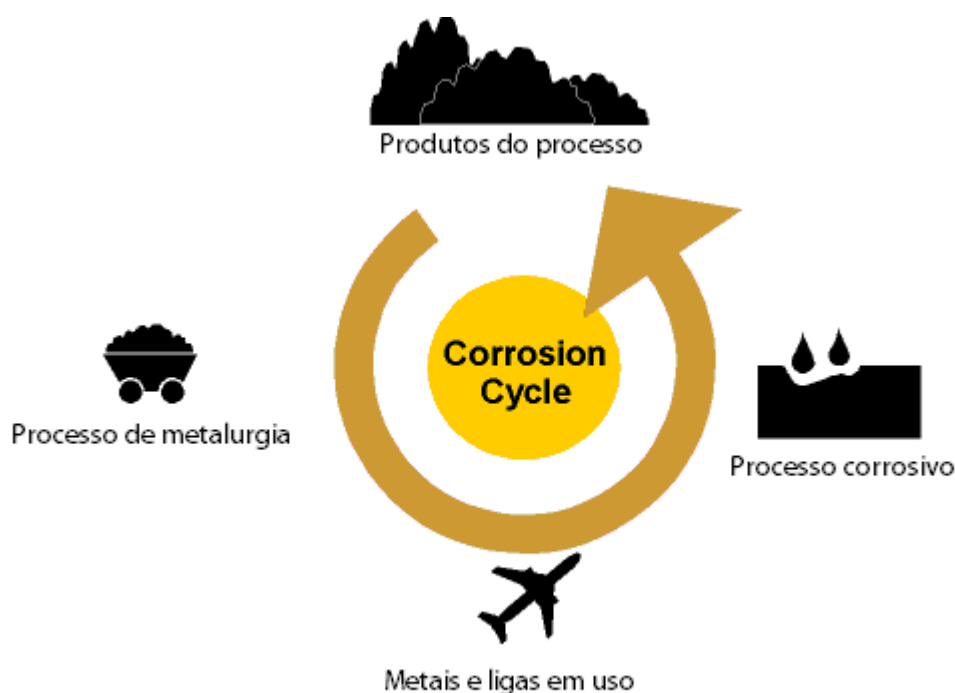 Produtos do processo
Corrosion
Cycle
Processo de metalurgia
Processo corrosivo
Metais e ligas em uso